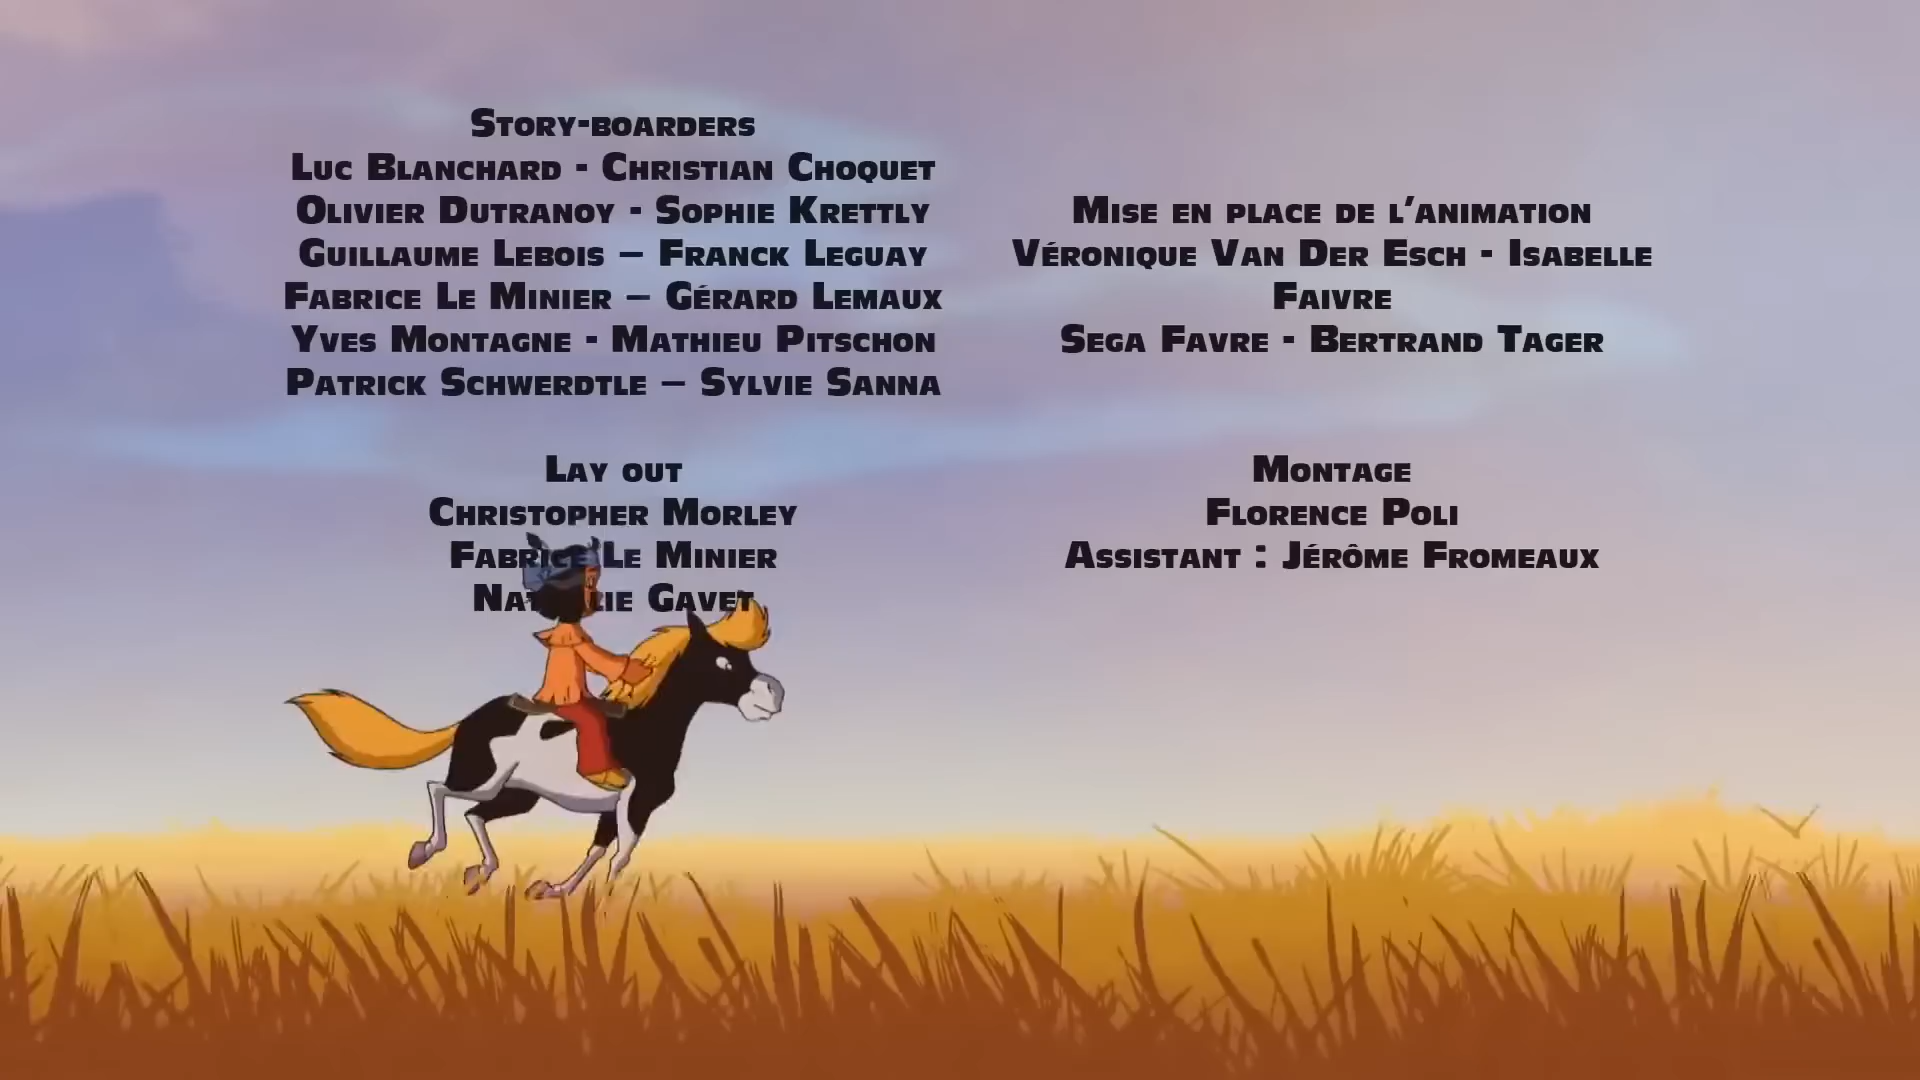 Story-boarders
Luc Blanchard - Christian Choquet
Olivier Dutranoy - Sophie Krettly
Guillaume Lebois – Franck Leguay
Fabrice Le Minier – Gérard Lemaux
Yves Montagne - Mathieu Pitschon
Patrick Schwerdtle – Sylvie Sanna
Lay out
Christopher Morley
Fabrice Le Minier
Gavet
Mise en place de l’animation
Véronique Van Der Esch - Isabelle
Faivre
Sega Favre - Bertrand Tager
Montage
Florence Poli
Assistant : Jérôme Fromeaux